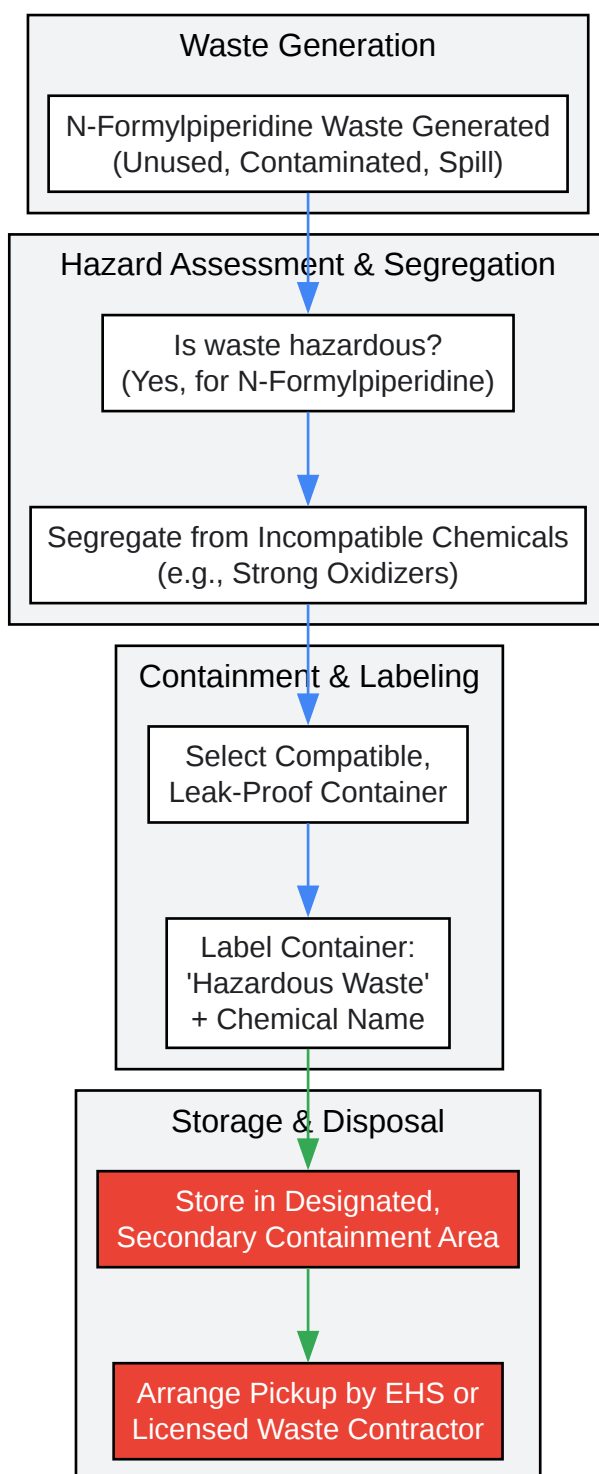 Waste Generation
N-Formylpiperidine Waste Generated
(Unused, Contaminated, Spill)
Hazard Assessment & Segregation
Is waste hazardous?
(Yes, for N-Formylpiperidine)
Segregate from Incompatible Chemicals
(e.g., Strong Oxidizers)
Containment & Labeling
Select Compatible,
Leak-Proof Container
Label Container:
'Hazardous Waste'
+ Chemical Name
Storage & Disposal
Store in Designated,
Secondary Containment Area
Arrange Pickup by EHS or
Licensed Waste Contractor